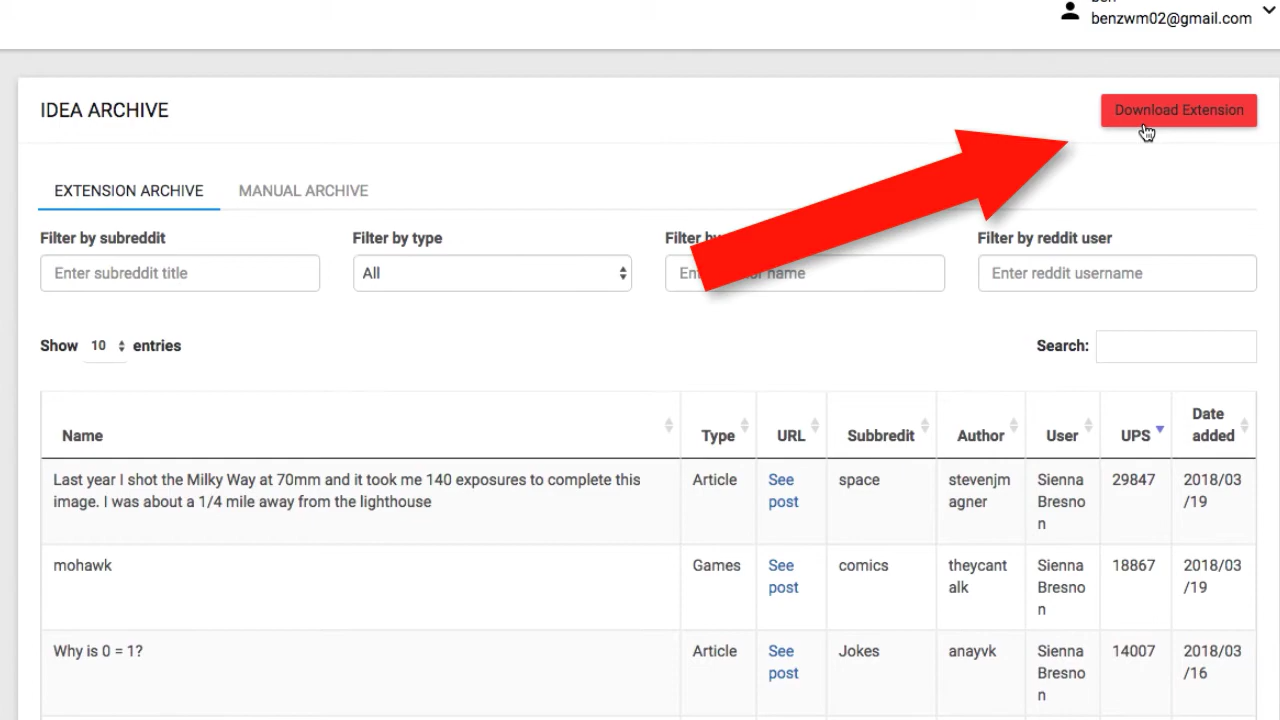 benzwm02@gmail.com
IDEA ARCHIVE
Download Extension
EXTENSION ARCHIVE
MANUAL ARCHIVE
Filter by subreddit
Filter by type
Filter
Filter by reddit user
Enter subreddit title
All
name
Enter reddit username
Show 10 entries
Search:
Name
Type
URL
Subbredit
Author
User
UPS
Date
added
Last year I shot the Milky Way at 70mm and it took me 140 exposures to complete this
image. I was about a 1/4 mile away from the lighthouse
Article
See
post
space
stevenjm
agner
Sienna
Bresno
n
29847
2018/03
/19
mohawk
Games
See
post
comics
theycant
alk
Sienna
Bresno
n
18867
2018/03
/19
Why is 0 = 1?
Article
See
post
Jokes
anayvk
Sienna
Bresno
n
14007
2018/03
/16